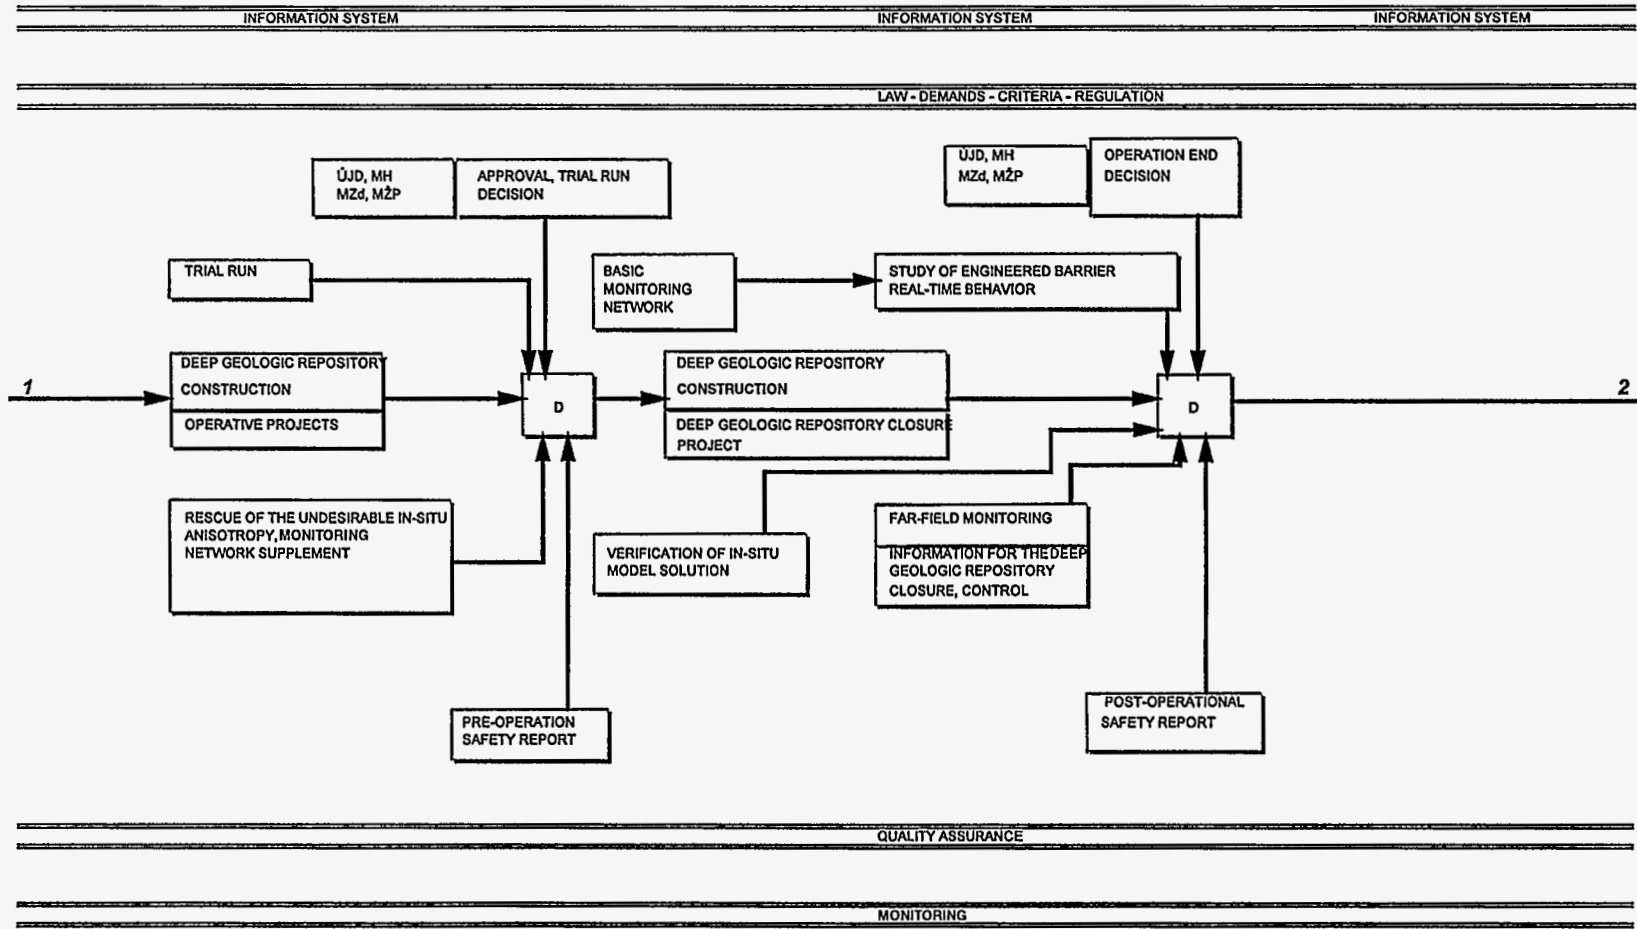 INFORMATION SYSTEM
INFORMATION SYSTEM
INFORMATION SYSTEM
LAW - DEMANDS - CRITERIA - REGULATION
ÚJD, MH
MZd, MŽP
APPROVAL, TRIAL RUN
DECISION
ÚJD, MH
MZd, MŽP
OPERATION END
DECISION
TRIAL RUN
BASIC
MONITORING
NETWORK
STUDY OF ENGINEERED BARRIER
REAL-TIME BEHAVIOR
1
DEEP GEOLOGIC REPOSITORY
CONSTRUCTION
OPERATIVE PROJECTS
D
DEEP GEOLOGIC REPOSITORY
CONSTRUCTION
DEEP GEOLOGIC REPOSITORY CLOSURE
PROJECT
D
2
RESCUE OF THE UNDESIRABLE IN-SITU
ANISOTROPY, MONITORING
NETWORK SUPPLEMENT
VERIFICATION OF IN-SITU
MODEL SOLUTION
FAR-FIELD MONITORING
INFORMATION FOR THE DEEP
GEOLOGIC REPOSITORY
CLOSURE, CONTROL
PRE-OPERATION
SAFETY REPORT
POST-OPERATIONAL
SAFETY REPORT
QUALITY ASSURANCE
MONITORING